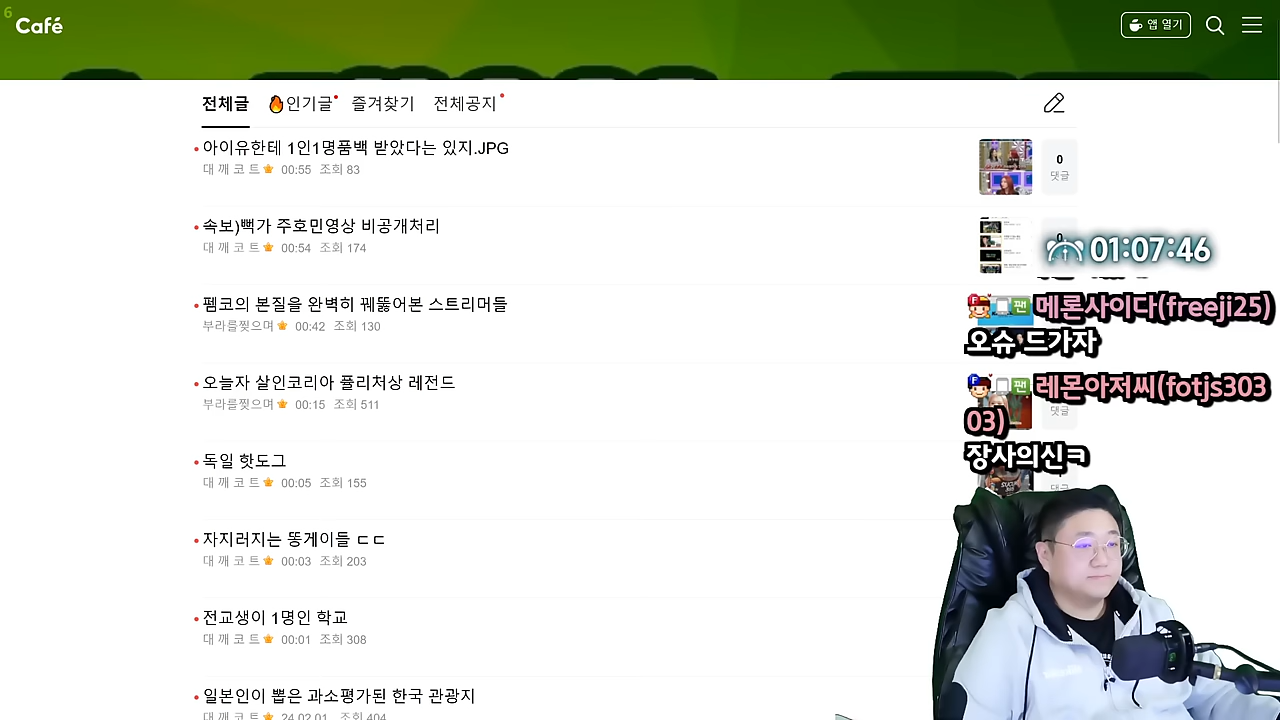 6
Café
앱 열기
전체글
인기글
즐겨찾기
전체공지
아이유한테 1인1명품백 받았다는 있지.JPG
대 깨 코 트 00:55 조회 83
0
댓글
속보)뻑가 주호민영상 비공개처리
조회 174
01:07:46
펨코의 본질을 완벽히 꿰뚫어본 스트리머들
부라를찢으며 00:42 조회 130
메론사이다(freeji25)
오슈 드가자
오늘자 살인코리아 퓰리처상 레전드
부라를찢으며 00:15 조회 511
레몬아저씨(fotjs303
03)
댓글
장사의신ㅋ
독일 핫도그
대 깨 코 트 00:05 조회 155
자지러지는 똥게이들 ㄷㄷ
대 깨 코 트 00:03 조회 203
전교생이 1명인 학교
대 깨 코 트 00:01 조회 308
일본인이 뽑은 과소평가된 한국 관광지
대 깨 코 트 24.02.01 조회 404